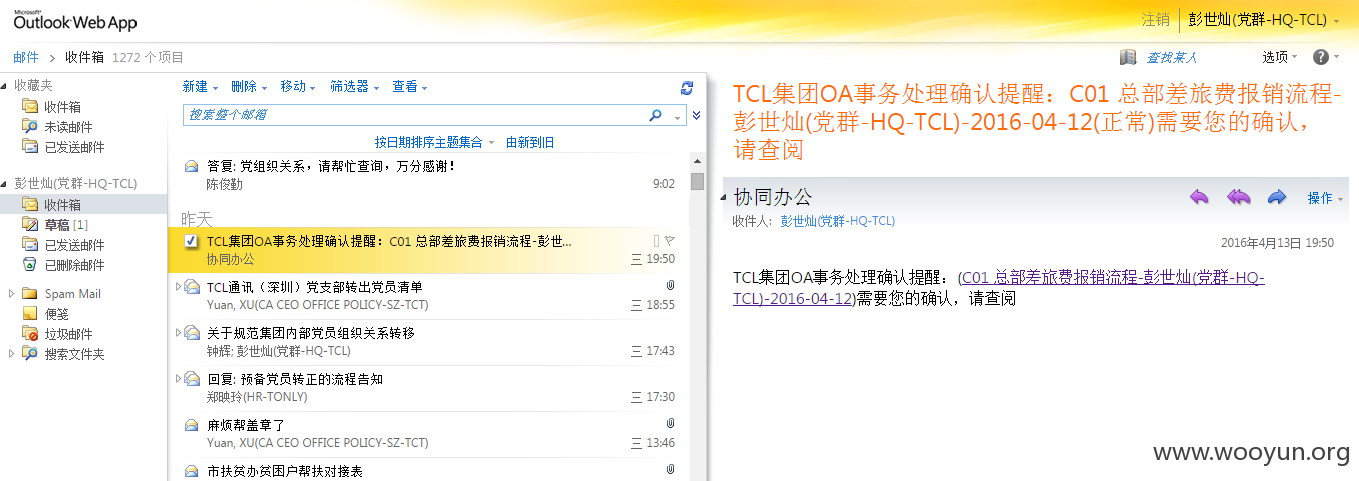 Microsoft®
Outlook Web App
注销 彭世灿(党群-HQ-TCL)
邮件 > 收件箱 1272 个项目
查找某人 选项
收藏夹
收件箱
未读邮件
已发送邮件
彭世灿(党群-HQ-TCL)
收件箱
草稿 [1]
已发送邮件
已删除邮件
Spam Mail
便笺
垃圾邮件
搜索文件夹
新建 删除 移动 筛选器 查看
搜索整个邮箱
按日期排序主题集合 由新到旧
答复: 党组织关系，请帮忙查询，万分感谢！
陈俊勤 9:02
昨天
TCL集团OA事务处理确认提醒：C01 总部差旅费报销流程-彭世...
协同办公 三 19:50
TCL通讯（深圳）党支部转出党员清单
Yuan, XU(CA CEO OFFICE POLICY-SZ-TCT) 三 18:55
关于规范集团内部党员组织关系转移
钟辉; 彭世灿(党群-HQ-TCL) 三 17:43
回复: 预备党员转正的流程告知
郑映玲(HR-TONLY) 三 17:30
麻烦帮盖章了
Yuan, XU(CA CEO OFFICE POLICY-SZ-TCT) 三 13:46
市扶贫办贫困户帮扶对接表
TCL集团OA事务处理确认提醒：C01 总部差旅费报销流程-
彭世灿(党群-HQ-TCL)-2016-04-12(正常)需要您的确认，
请查阅
协同办公
操作
收件人： 彭世灿(党群-HQ-TCL)
2016年4月13日 19:50
TCL集团OA事务处理确认提醒：(C01 总部差旅费报销流程-彭世灿(党群-HQ-
TCL)-2016-04-12)需要您的确认，请查阅
www.wooyun.org